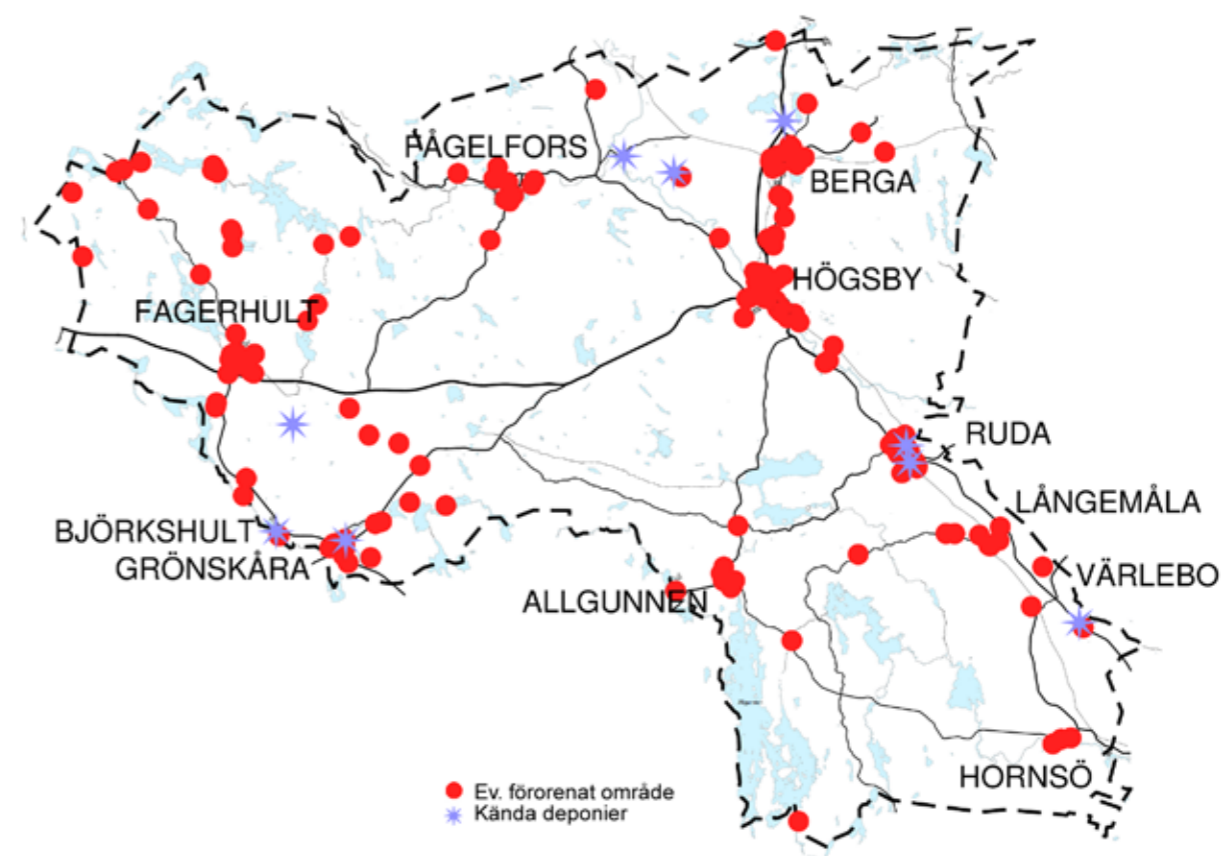 FÅGELFORS
BERGA
HÖGSBY
FAGERHULT
RUDA
LÅNGEMÅLA
BJÖRKSHULT
GRÖNSKÅRA
VÄRLEBO
ALLGUNNEN
HORNSÖ
Ev. förorenat område
Kända deponier